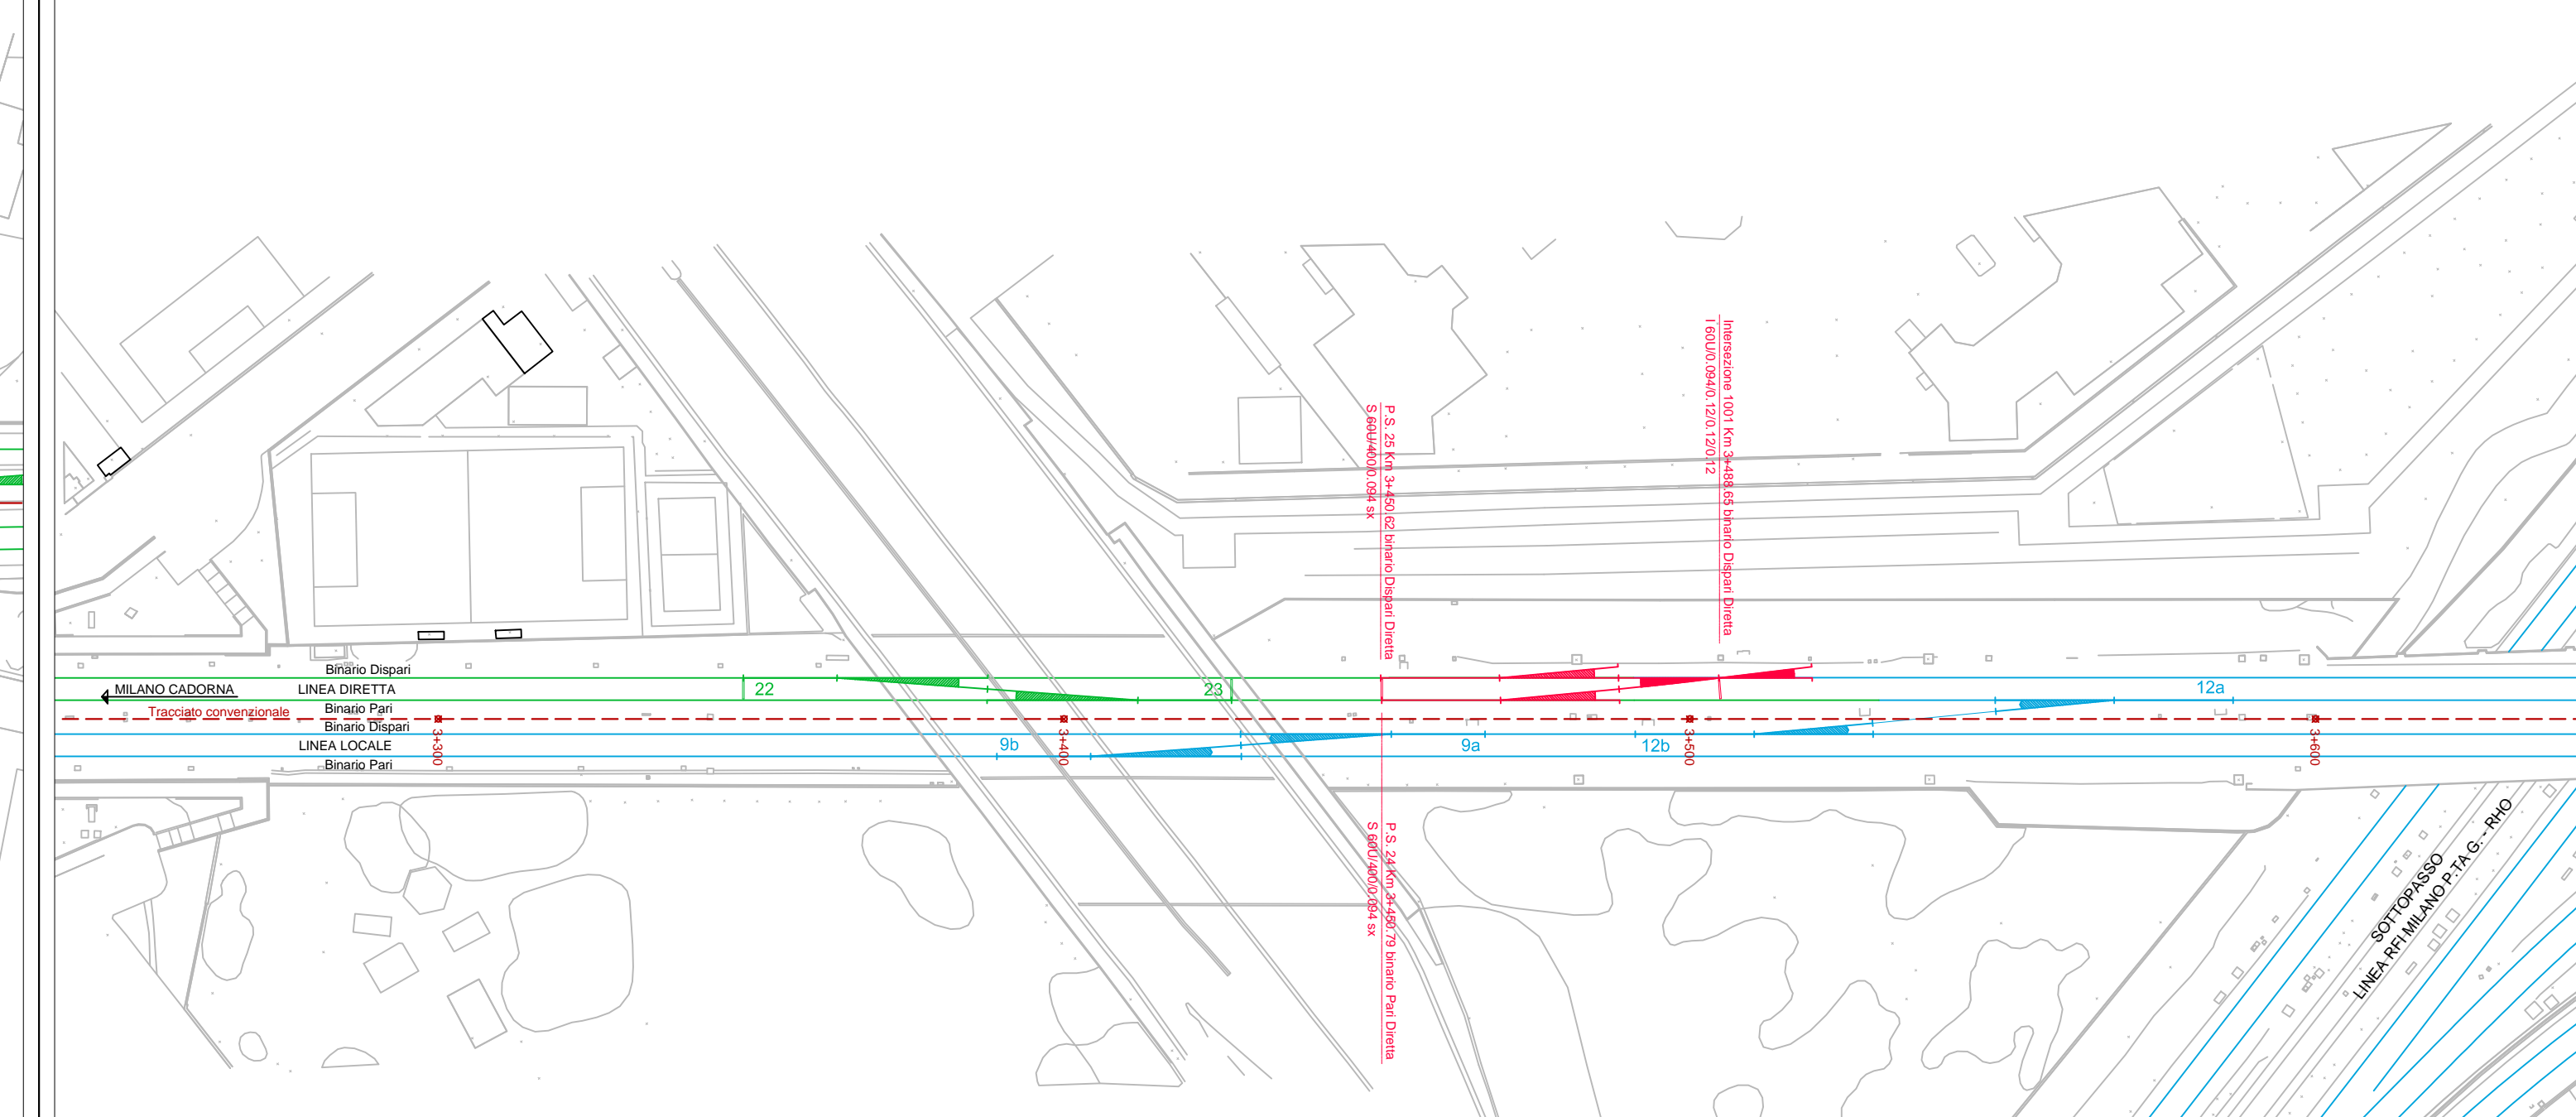 Intersezione 1001 Km 3+488.65 binario Dispari Diretta
I 60U/0.094/0.12/0.12/0.12
P.S. 25 Km 3+450.62 binario Dispari Diretta
S 60U/400/0.094 sx
Binario Dispari
MILANO CADORNA
LINEA DIRETTA
22
23
12a
Tracciato convenzionale
Binario Pari
Binario Dispari
3+300
3+400
3+500
3+600
LINEA LOCALE
9b
9a
12b
Binario Pari
P.S. 24 Km 3+450.79 binario Pari Diretta
S 60U/400/0.094 sx
SOTTOPASSO
LINEA RFI MILANO P.TA G. - RHO